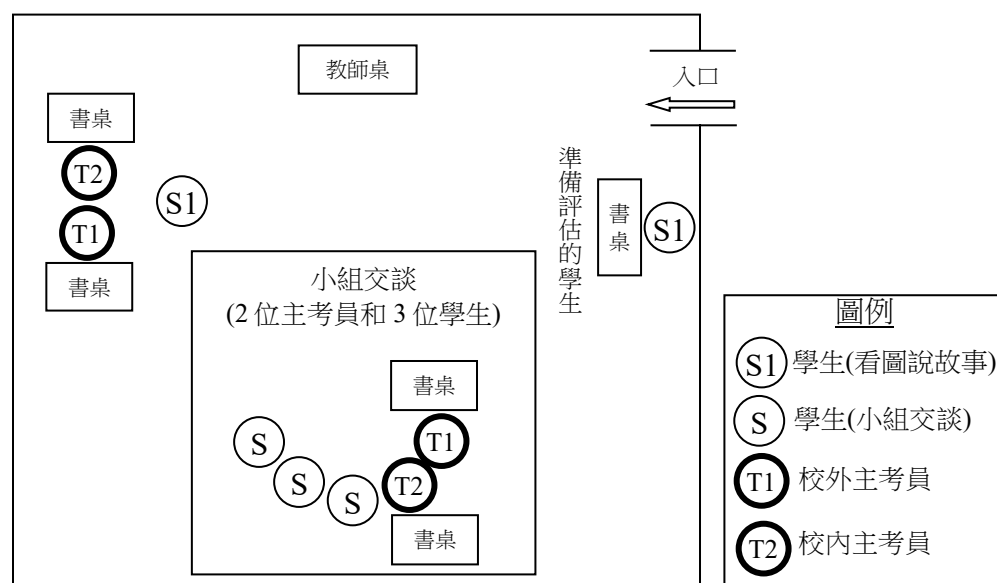 教師桌
入口
書桌
T2
S1
T1
書桌
準備評估的學生
書桌
S1
小組交談
(2 位主考員和 3 位學生)
書桌
S
T1
S
T2
S
書桌
圖例
S1 學生(看圖說故事)
S 學生(小組交談)
T1 校外主考員
T2 校內主考員